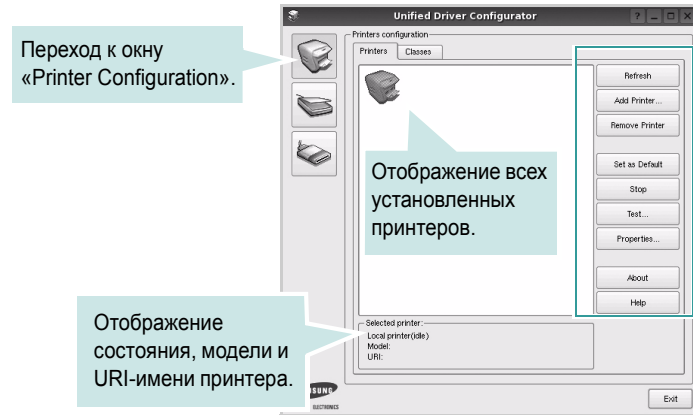 Unified Driver Configurator
Переход к окну
«Printer Configuration».
Printers configuration
Printers
Classes
Refresh
Add Printer...
Remove Printer
Set as Default
Stop
Test...
Properties...
About
Help
Отображение всех
установленных
принтеров.
Отображение
состояния, модели и
URI-имени принтера.
Selected printer:
Local printer(idle)
Model:
URI:
ELECTRONICS
Exit